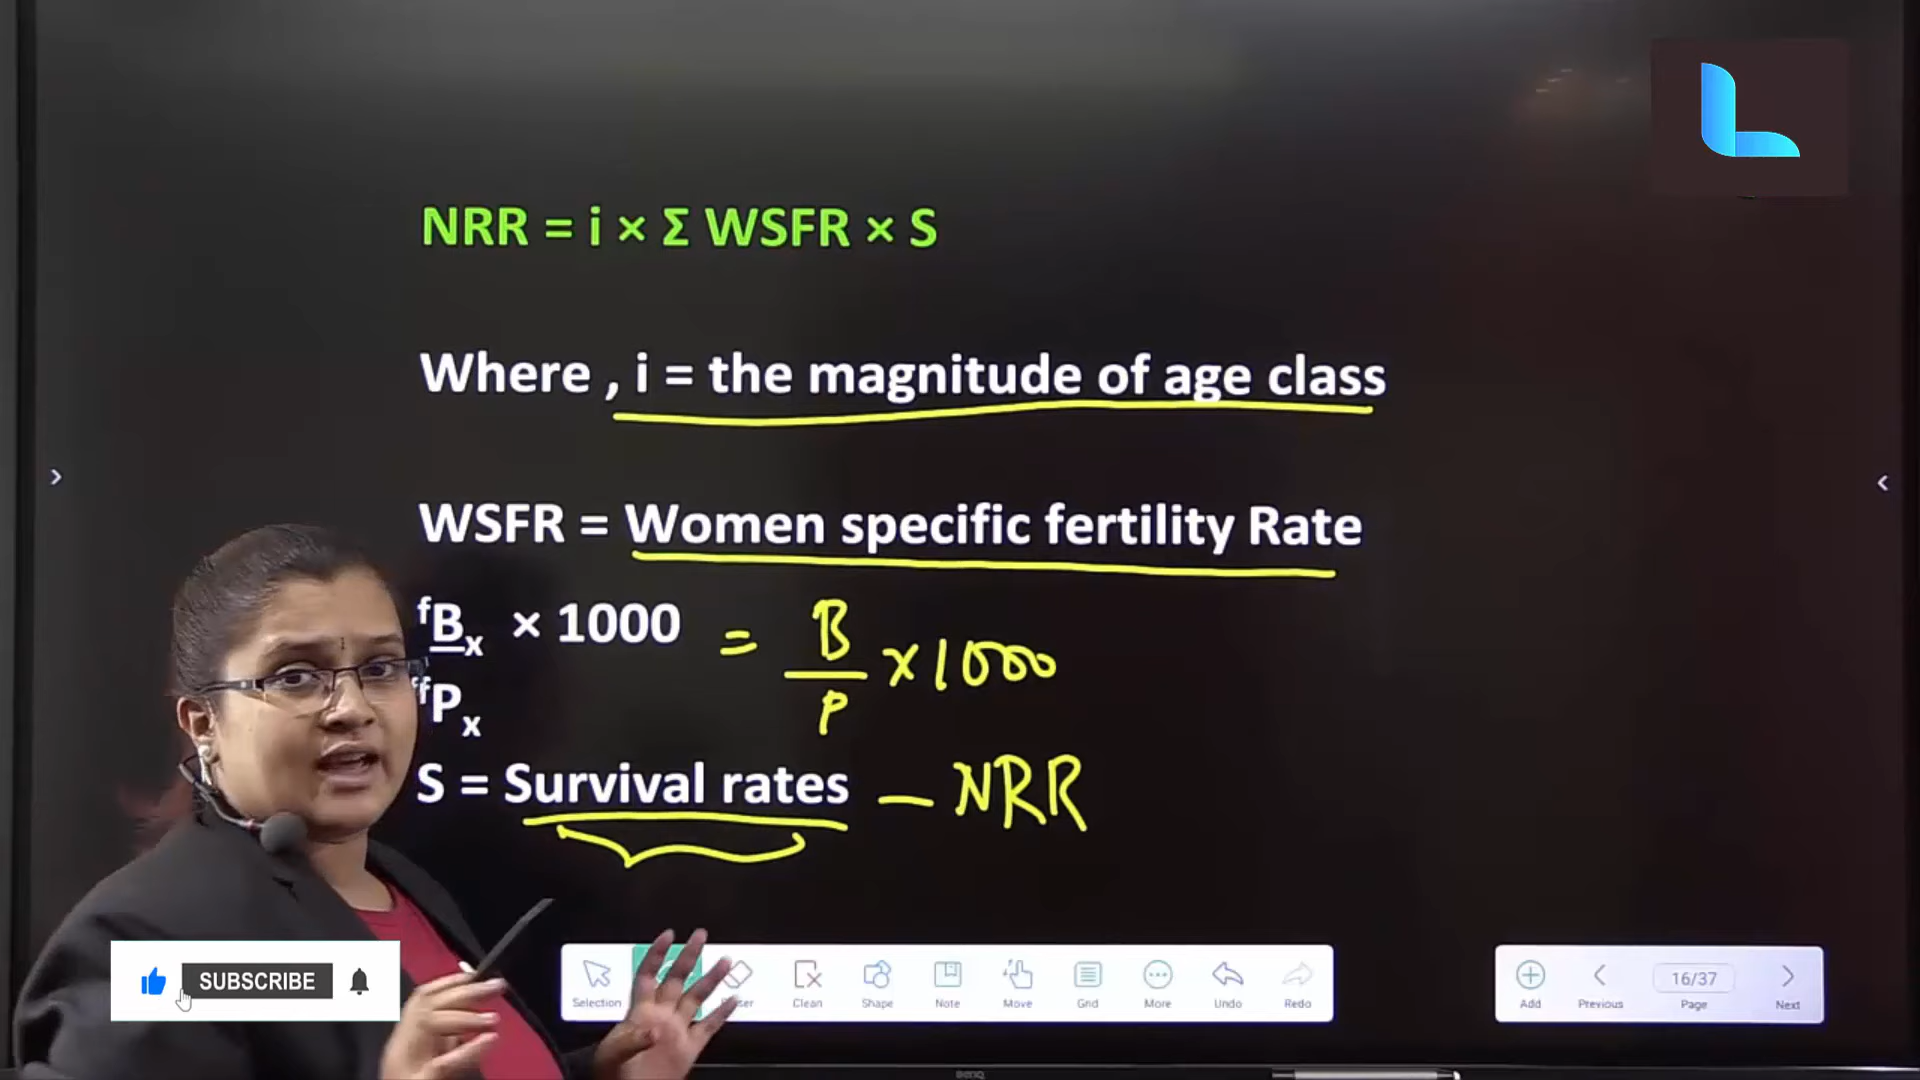 NRR = i × Σ WSFR × S
Where , i = the magnitude of age class
WSFR = Women specific fertility Rate
fBx × 1000 = B/P × 1000
fPx
S = Survival rates – NRR
SUBSCRIBE
Selection
Clean
Shape
Note
Move
Grid
More
Undo
Redo
Add
Previous
16/37
Page
Next
BenQ